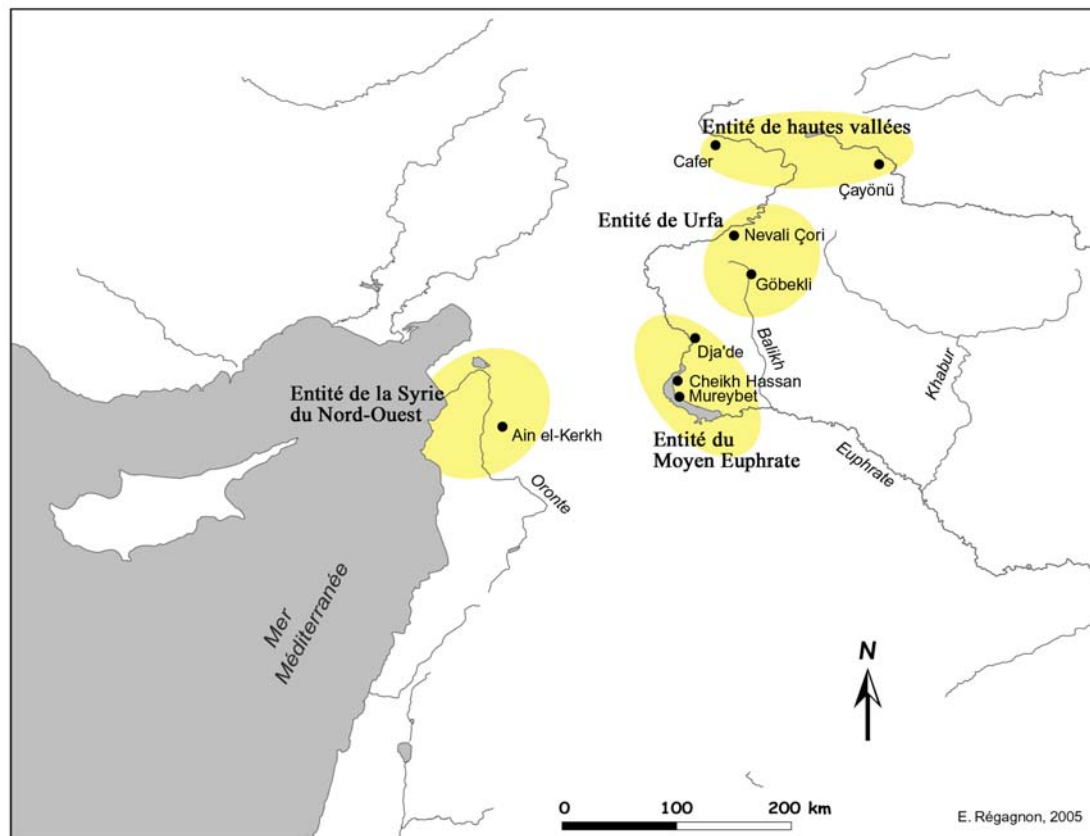 Entité de hautes vallées
Cafer
Çayönü
Entité de Urfa
Nevali Çori
Göbekli
Dja'de
Balikh
Cheikh Hassan
Mureybet
Khabur
Entité de la Syrie
du Nord-Ouest
Ain el-Kerkh
Entité du
Moyen Euphrate
Euphrate
Oronte
Mer
Méditerranée
N
0 100 200 km
E. Régagnon, 2005